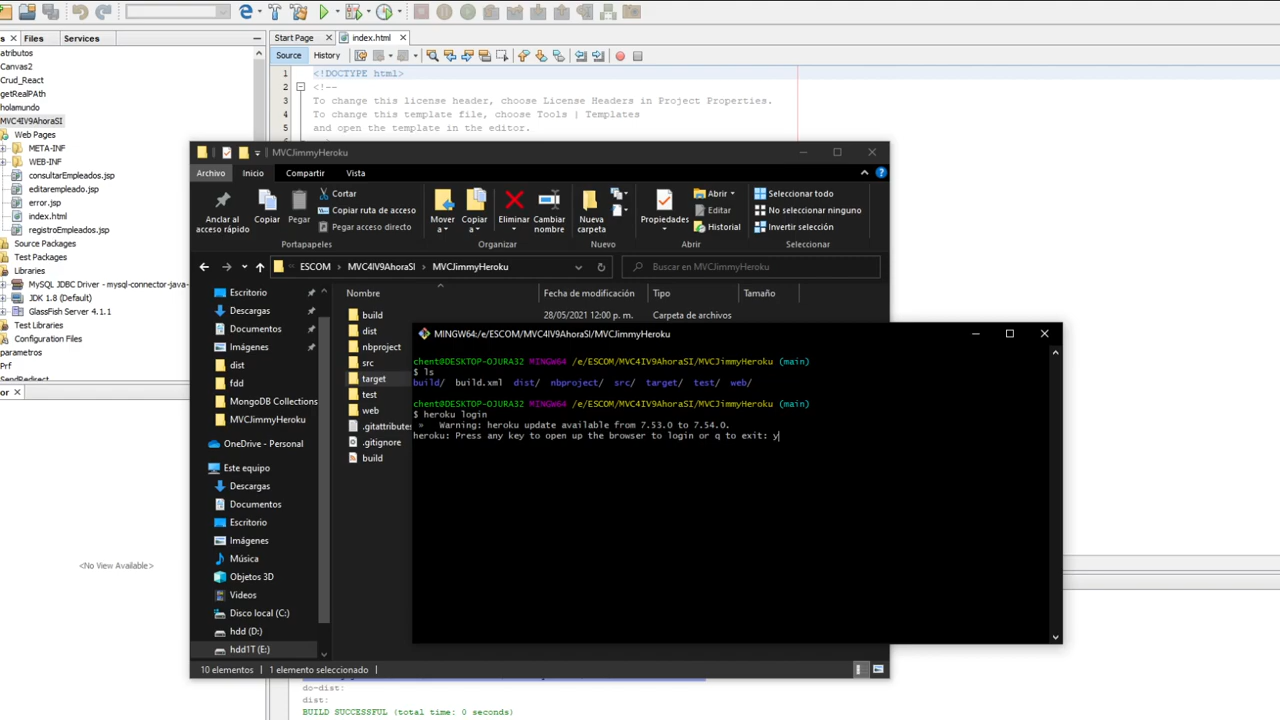 s
Files
Services
atributos
Canvas2
Crud_React
getRealPath
holamundo
MVC4IV9AhoraSI
Web Pages
META-INF
WEB-INF
consultarEmpleados.jsp
editarempleado.jsp
error.jsp
index.html
registroEmpleados.jsp
Source Packages
Test Packages
Libraries
MySQL JDBC Driver - mysql-connector-java-
JDK 1.8 (Default)
GlassFish Server 4.1.1
Test Libraries
Configuration Files
parametros
Prf
SendRedirect
or
<No View Available>
Start Page
index.html
Source
History
1 <!DOCTYPE html>
2 <!--
3 To change this license header, choose License Headers in Project Properties.
4 To change this template file, choose Tools | Templates
5 and open the template in the editor.
MVCJimmyHeroku
Archivo
Inicio
Compartir
Vista
Anclar al acceso rápido
Copiar
Pegar
Cortar
Copiar ruta de acceso
Pegar acceso directo
Portapapeles
Mover a
Copiar a
Eliminar
Cambiar nombre
Organizar
Nueva carpeta
Nuevo
Propiedades
Abrir
Editar
Historial
Abrir
Seleccionar todo
No seleccionar ninguno
Invertir selección
Seleccionar
« ESCOM > MVC4IV9AhoraSI > MVCJimmyHeroku
Buscar en MVCJimmyHeroku
Escritorio
Descargas
Documentos
Imágenes
dist
fdd
MongoDB Collections
MVCJimmyHeroku
OneDrive - Personal
Este equipo
Descargas
Documentos
Escritorio
Imágenes
Música
Objetos 3D
Videos
Disco local (C:)
hdd (D:)
hdd1T (E:)
Nombre
Fecha de modificación
Tipo
Tamaño
build
28/05/2021 12:00 p. m.
Carpeta de archivos
dist
nbproject
src
target
test
web
.gitattributes
.gitignore
build
10 elementos
1 elemento seleccionado
MINGW64:/e/ESCOM/MVC4IV9AhoraSI/MVCJimmyHeroku
chent@DESKTOP-OJURA32 MINGW64 /e/ESCOM/MVC4IV9AhoraSI/MVCJimmyHeroku (main)
$ ls
build/ build.xml dist/ nbproject/ src/ target/ test/ web/
chent@DESKTOP-OJURA32 MINGW64 /e/ESCOM/MVC4IV9AhoraSI/MVCJimmyHeroku (main)
$ heroku login
» Warning: heroku update available from 7.53.0 to 7.54.0.
heroku: Press any key to open up the browser to login or q to exit: y
do-dist:
dist:
BUILD SUCCESSFUL (total time: 0 seconds)